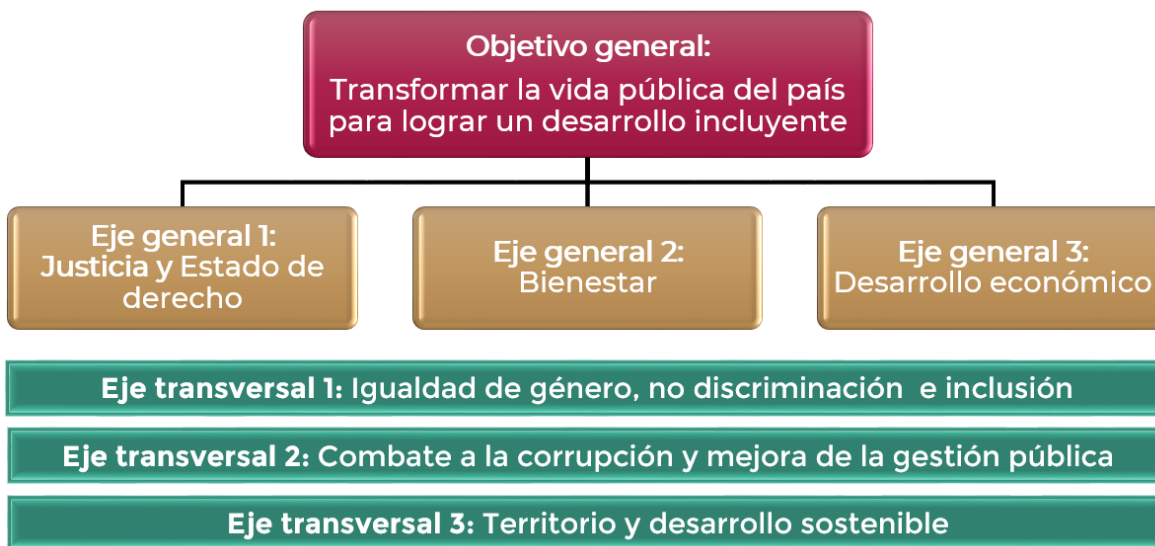 Objetivo general:
Transformar la vida pública del país
para lograr un desarrollo incluyente
Eje general 1:
Justicia y Estado de
derecho
Eje general 2:
Bienestar
Eje general 3:
Desarrollo económico
Eje transversal 1: Igualdad de género, no discriminación e inclusión
Eje transversal 2: Combate a la corrupción y mejora de la gestión pública
Eje transversal 3: Territorio y desarrollo sostenible